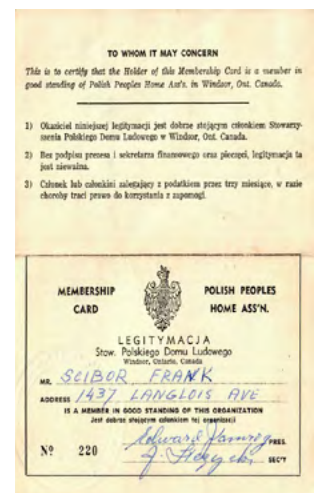 TO WHOM IT MAY CONCERN
This is to certify that the Holder of this Membership Card is a member in
good standing of Polish Peoples Home Ass'n. in Windsor, Ont. Canada.
1) Okaziciel niniejszej legitymacji jest dobrze stojącym członkiem Stowarzy-
szenia Polskiego Domu Ludowego w Windsor, Ont. Canada.
2) Bez podpisu prezesa i sekretarza finansowego oraz pieczęci, legitymacja ta
jest nieważna.
3) Członek lub członkini zalegający z podatkiem przez trzy miesiące, w razie
choroby traci prawo do korzystania z zapomogi.
MEMBERSHIP CARD
POLISH PEOPLES HOME ASS'N.
LEGITYMACJA
Stow. Polskiego Domu Ludowego
Windsor, Ontario, Canada
MR. SCIBOR FRANK
ADDRESS 1437 LANGLOIS AVE
IS A MEMBER IN GOOD STANDING OF THIS ORGANIZATION
Jest dobrze stojącym członkiem tej organizacji
Edward PRES.
Nº 220
SEC'Y